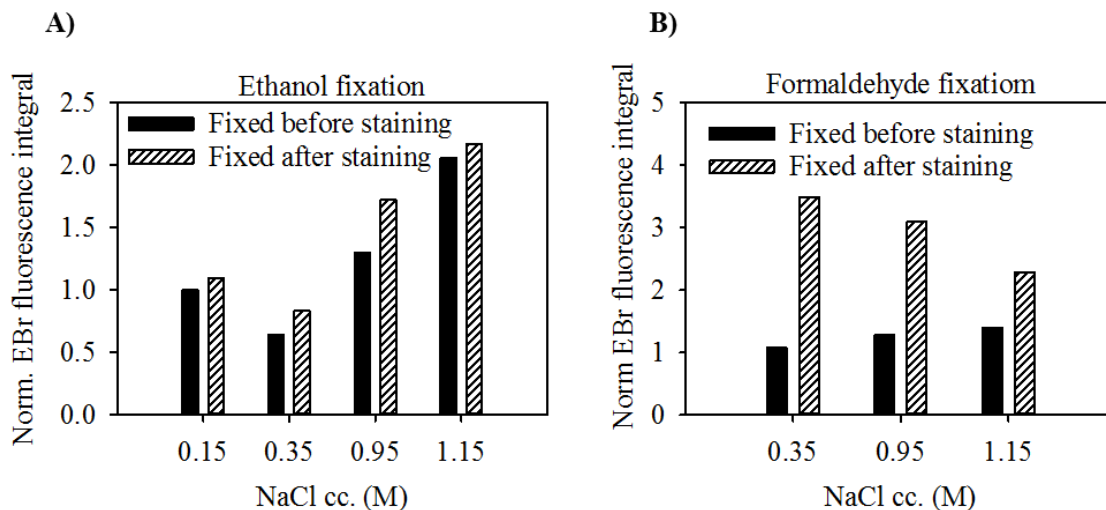 A)
Ethanol fixation
Norm. EBr fluorescence integral
2.5
2.0
1.5
1.0
0.5
0.0
Fixed before staining
Fixed after staining
0.15 0.35 0.95 1.15
NaCl cc. (M)
B)
Formaldehyde fixatiom
Norm EBr fluorescence integral
5
4
3
2
1
0
Fixed before staining
Fixed after staining
0.35 0.95 1.15
NaCl cc. (M)